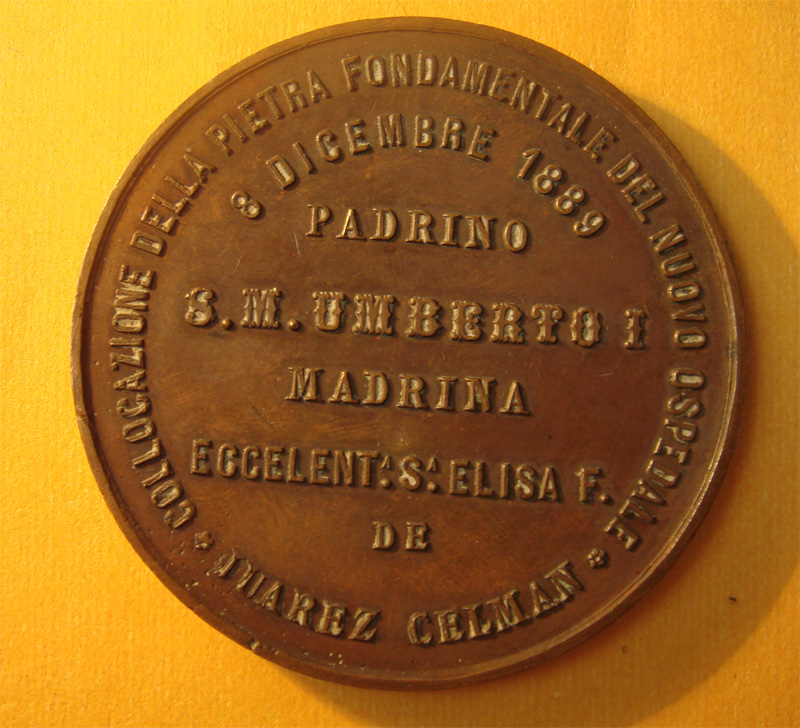 COLLOCAZIONE DELLA PIETRA FONDAMENTALE DEL NUOVO OSPEDALE
8 DICEMBRE 1889
PADRINO
S. M. UMBERTO I
MADRINA
ECCELENT.A S.A ELISA F.
DE
* JUAREZ CELMAN *